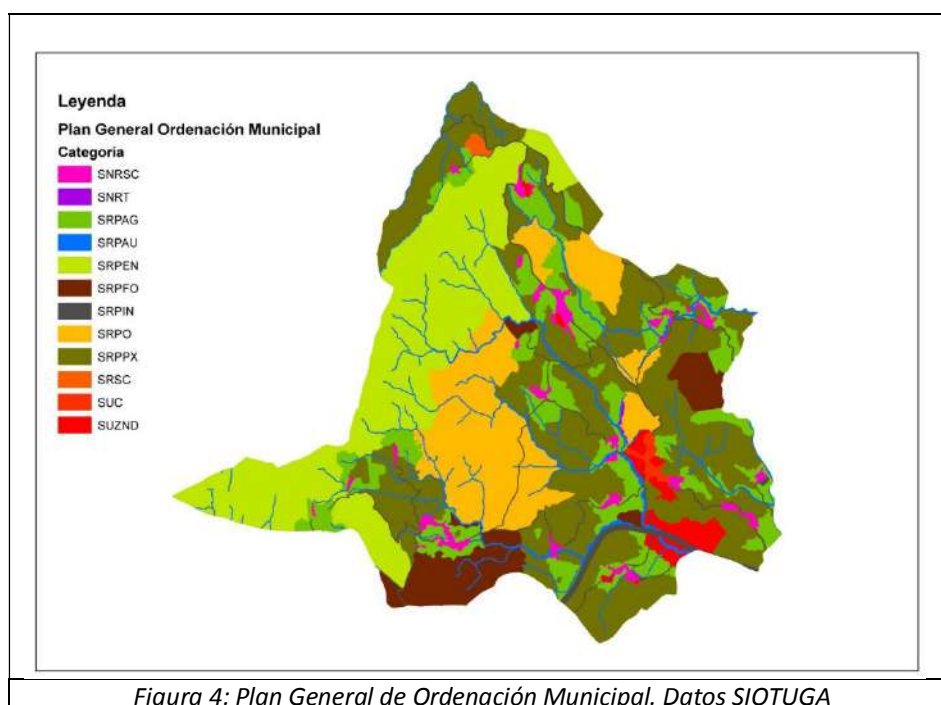 Leyenda
Plan General Ordenación Municipal
Categoría
SNRSC
SNRT
SRPAG
SRPAU
SRPEN
SRPFO
SRPIN
SRPO
SRPPX
SRSC
SUC
SUZND
Figura 4: Plan General de Ordenación Municipal. Datos SIOTUGA